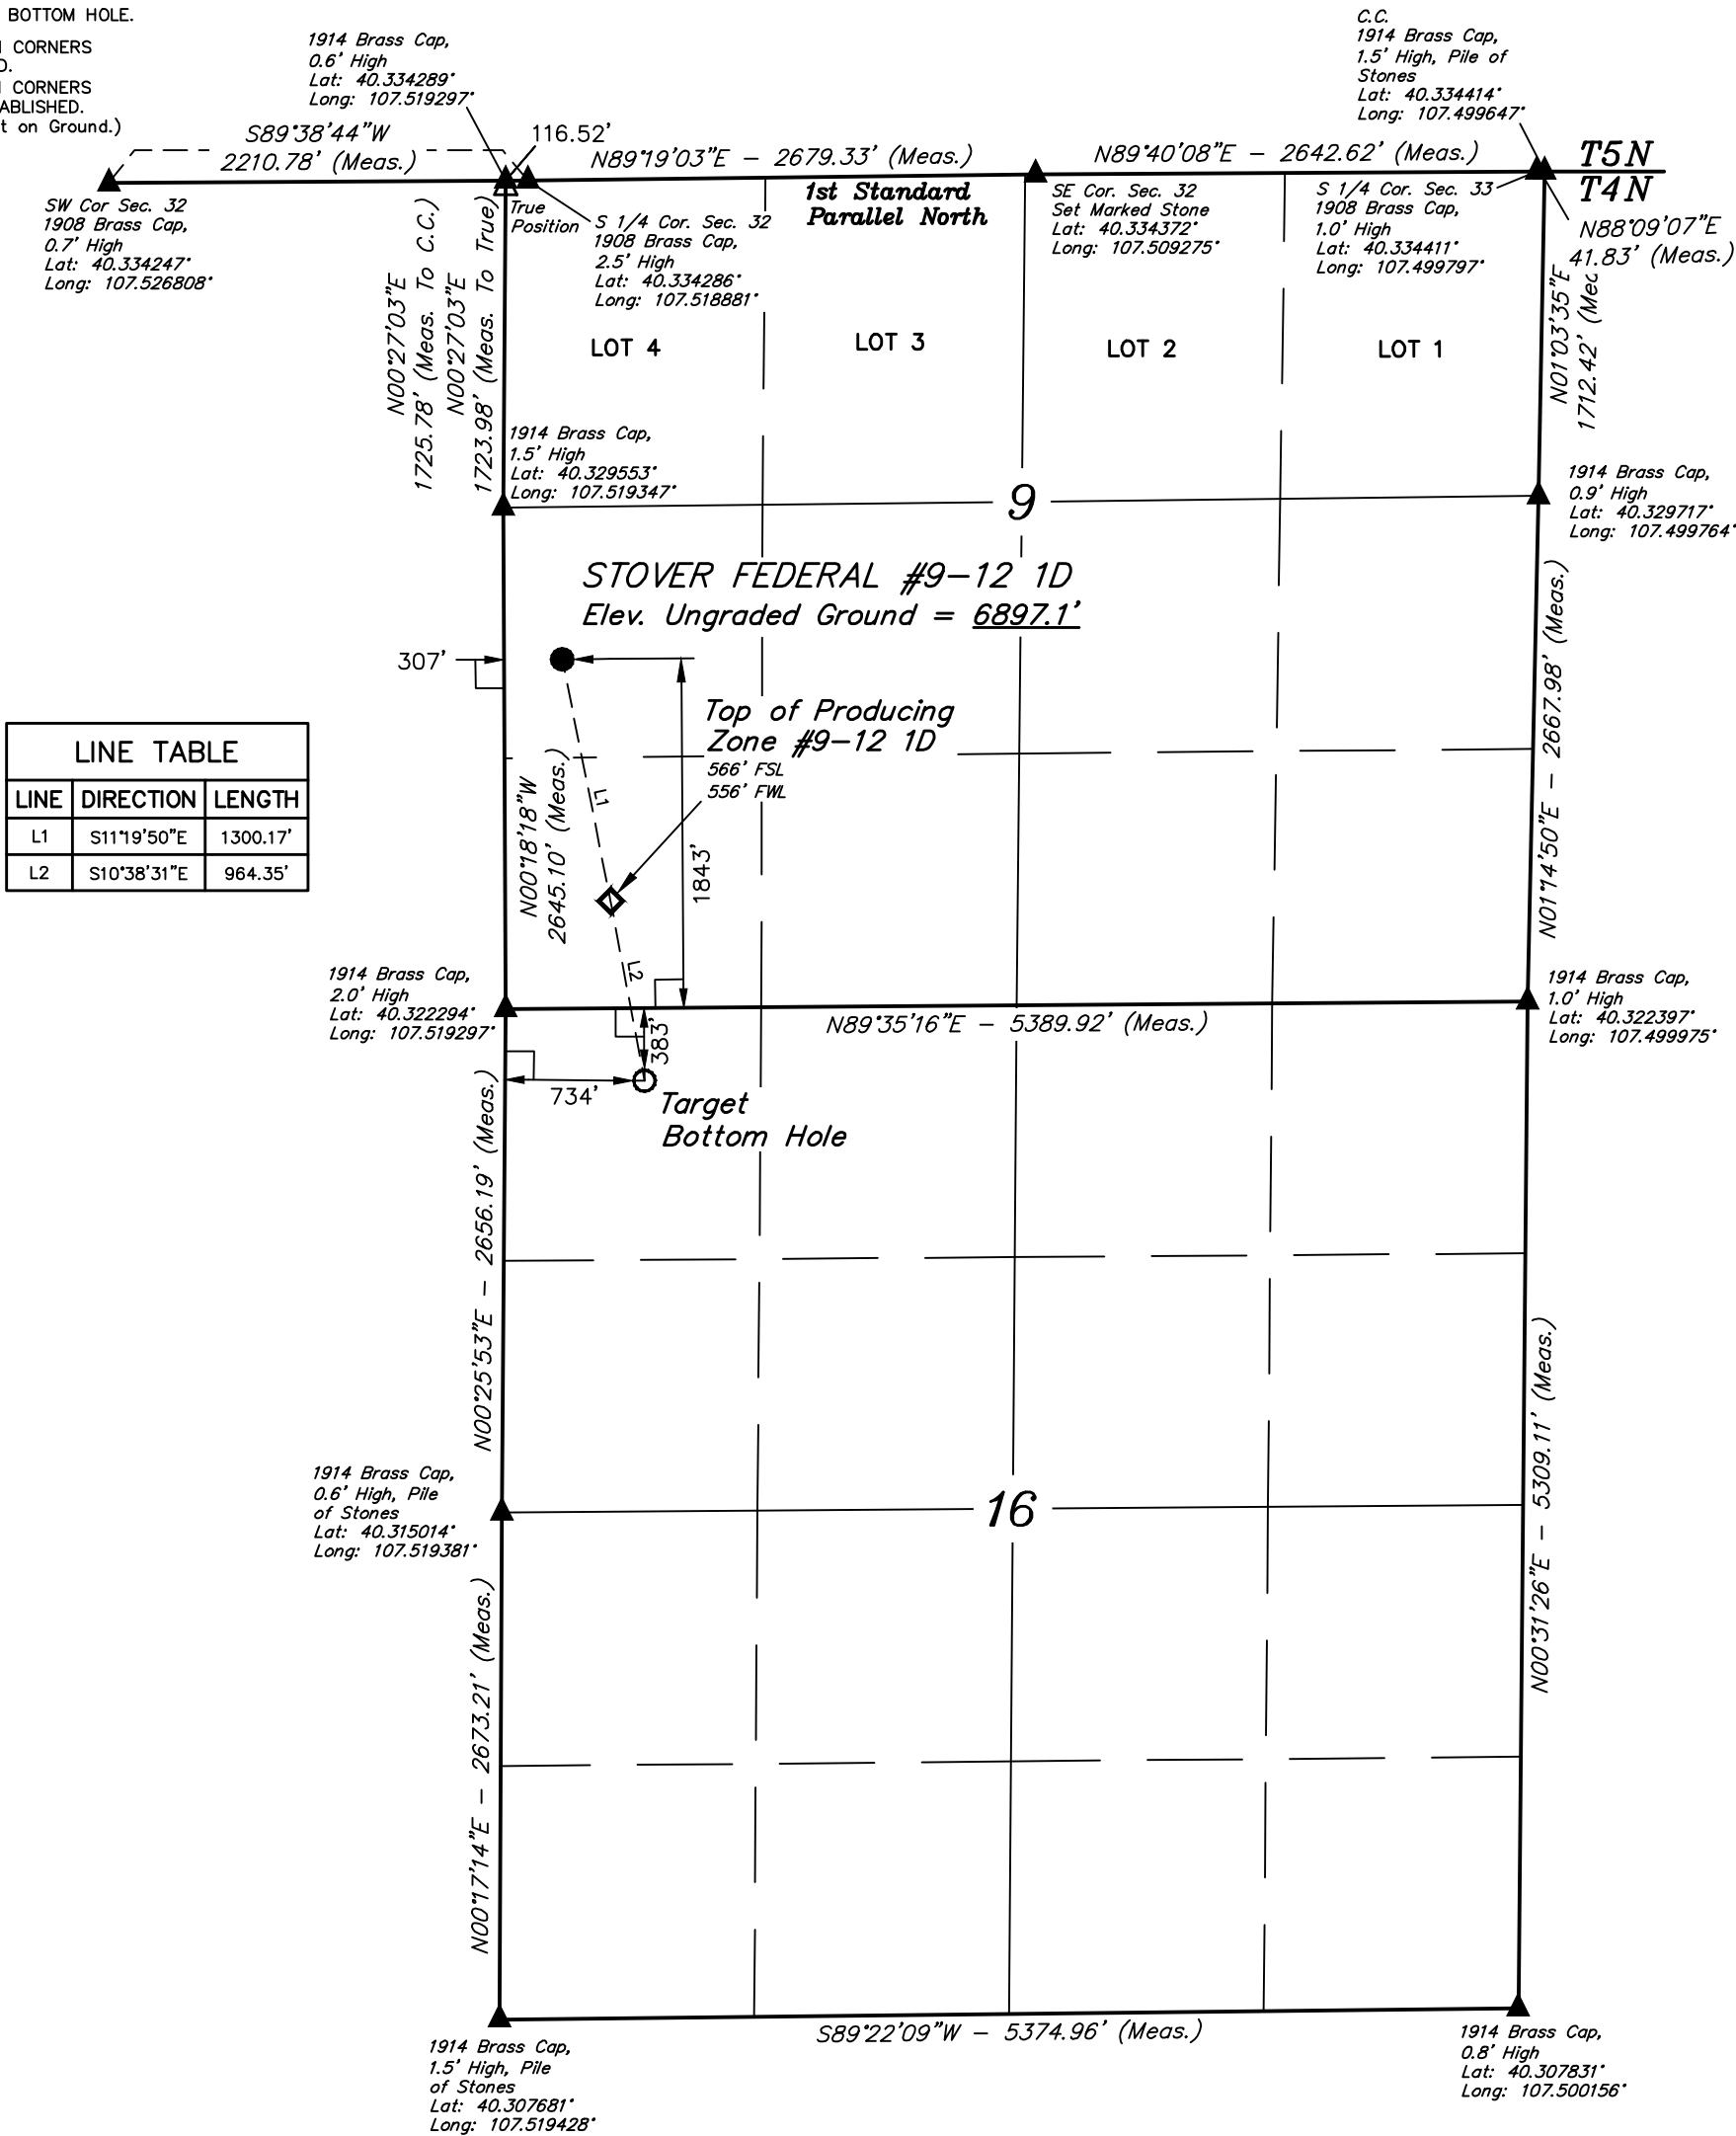 BOTTOM HOLE.
CORNERS
D.
CORNERS
ABLISHED.
t on Ground.)
1914 Brass Cap,
0.6' High
Lat: 40.334289°
Long: 107.519297°
C.C.
1914 Brass Cap,
1.5' High, Pile of
Stones
Lat: 40.334414°
Long: 107.499647°
S89°38'44"W
2210.78' (Meas.)
116.52'
N89°19'03"E - 2679.33' (Meas.)
N89°40'08"E - 2642.62' (Meas.)
T5N
T4N
SW Cor Sec. 32
1908 Brass Cap,
0.7' High
Lat: 40.334247°
Long: 107.526808°
True
Position
S 1/4 Cor. Sec. 32
1908 Brass Cap,
2.5' High
Lat: 40.334286°
Long: 107.518881°
1st Standard
Parallel North
SE Cor. Sec. 32
Set Marked Stone
Lat: 40.334372°
Long: 107.509275°
S 1/4 Cor. Sec. 33
1908 Brass Cap,
1.0' High
Lat: 40.334411°
Long: 107.499797°
N88°09'07"E
41.83' (Meas.)
N00°27'03"E
1725.78' (Meas. To C.C.)
N00°27'03"E
1723.98' (Meas. To True)
N01°03'35"E
1712.42' (Meas
LOT 4
LOT 3
LOT 2
LOT 1
1914 Brass Cap,
1.5' High
Lat: 40.329553°
Long: 107.519347°
9
1914 Brass Cap,
0.9' High
Lat: 40.329717°
Long: 107.499764°
STOVER FEDERAL #9-12 1D
Elev. Ungraded Ground = 6897.1'
307'
Top of Producing
Zone #9-12 1D
566' FSL
556' FWL
L1
N00°18'18"W
2645.10' (Meas.)
1843'
N01°14'50"E - 2667.98' (Meas.)
LINE TABLE
LINE DIRECTION LENGTH
L1 S11°19'50"E 1300.17'
L2 S10°38'31"E 964.35'
L2
1914 Brass Cap,
2.0' High
Lat: 40.322294°
Long: 107.519297°
N89°35'16"E - 5389.92' (Meas.)
1914 Brass Cap,
1.0' High
Lat: 40.322397°
Long: 107.499975°
383'
734'
Target
Bottom Hole
N00°25'53"E - 2656.19' (Meas.)
1914 Brass Cap,
0.6' High, Pile
of Stones
Lat: 40.315014°
Long: 107.519381°
16
N00°31'26"E - 5309.11' (Meas.)
N00°17'14"E - 2673.21' (Meas.)
S89°22'09"W - 5374.96' (Meas.)
1914 Brass Cap,
1.5' High, Pile
of Stones
Lat: 40.307681°
Long: 107.519428°
1914 Brass Cap,
0.8' High
Lat: 40.307831°
Long: 107.500156°